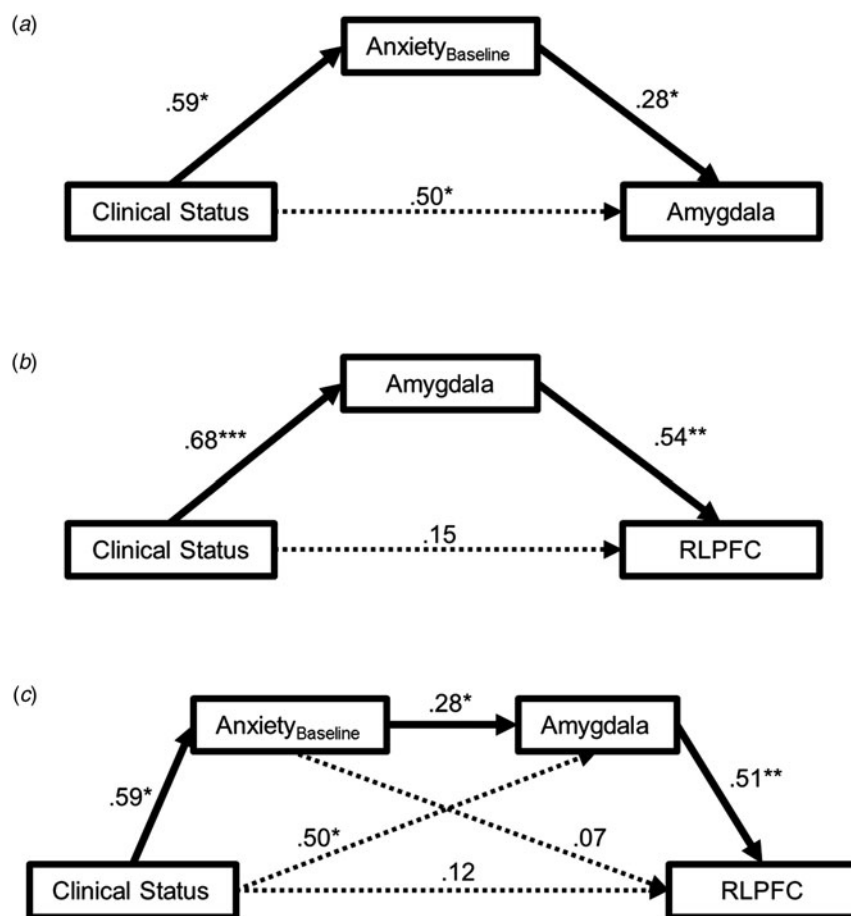 (a)
Anxiety Baseline
.59*
.28*
Clinical Status
.50*
Amygdala
(b)
Amygdala
.68***
.54**
Clinical Status
.15
RLPFC
(c)
Anxiety Baseline
.28*
Amygdala
.59*
.51**
.50*
.07
.12
Clinical Status
RLPFC